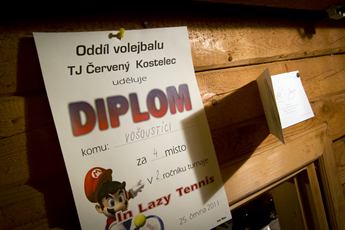 Oddíl volejbalu
TJ Červený Kostelec
uděluje
DIPLOM
komu: VOŠOUSTÍCI
za 4 místo
v 2. ročníku turnaje
In Lazy Tennis
25. června 2011